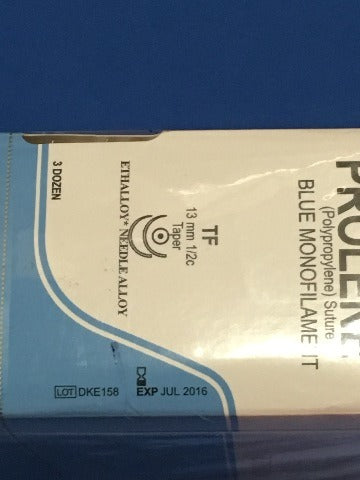 PROLENE
(Polypropylene) Suture
BLUE MONOFILAMENT
TF
13 mm 1/2c
Taper
ETHALLOY* NEEDLE ALLOY
3 DOZEN
LOT DKE158
EXP JUL 2016